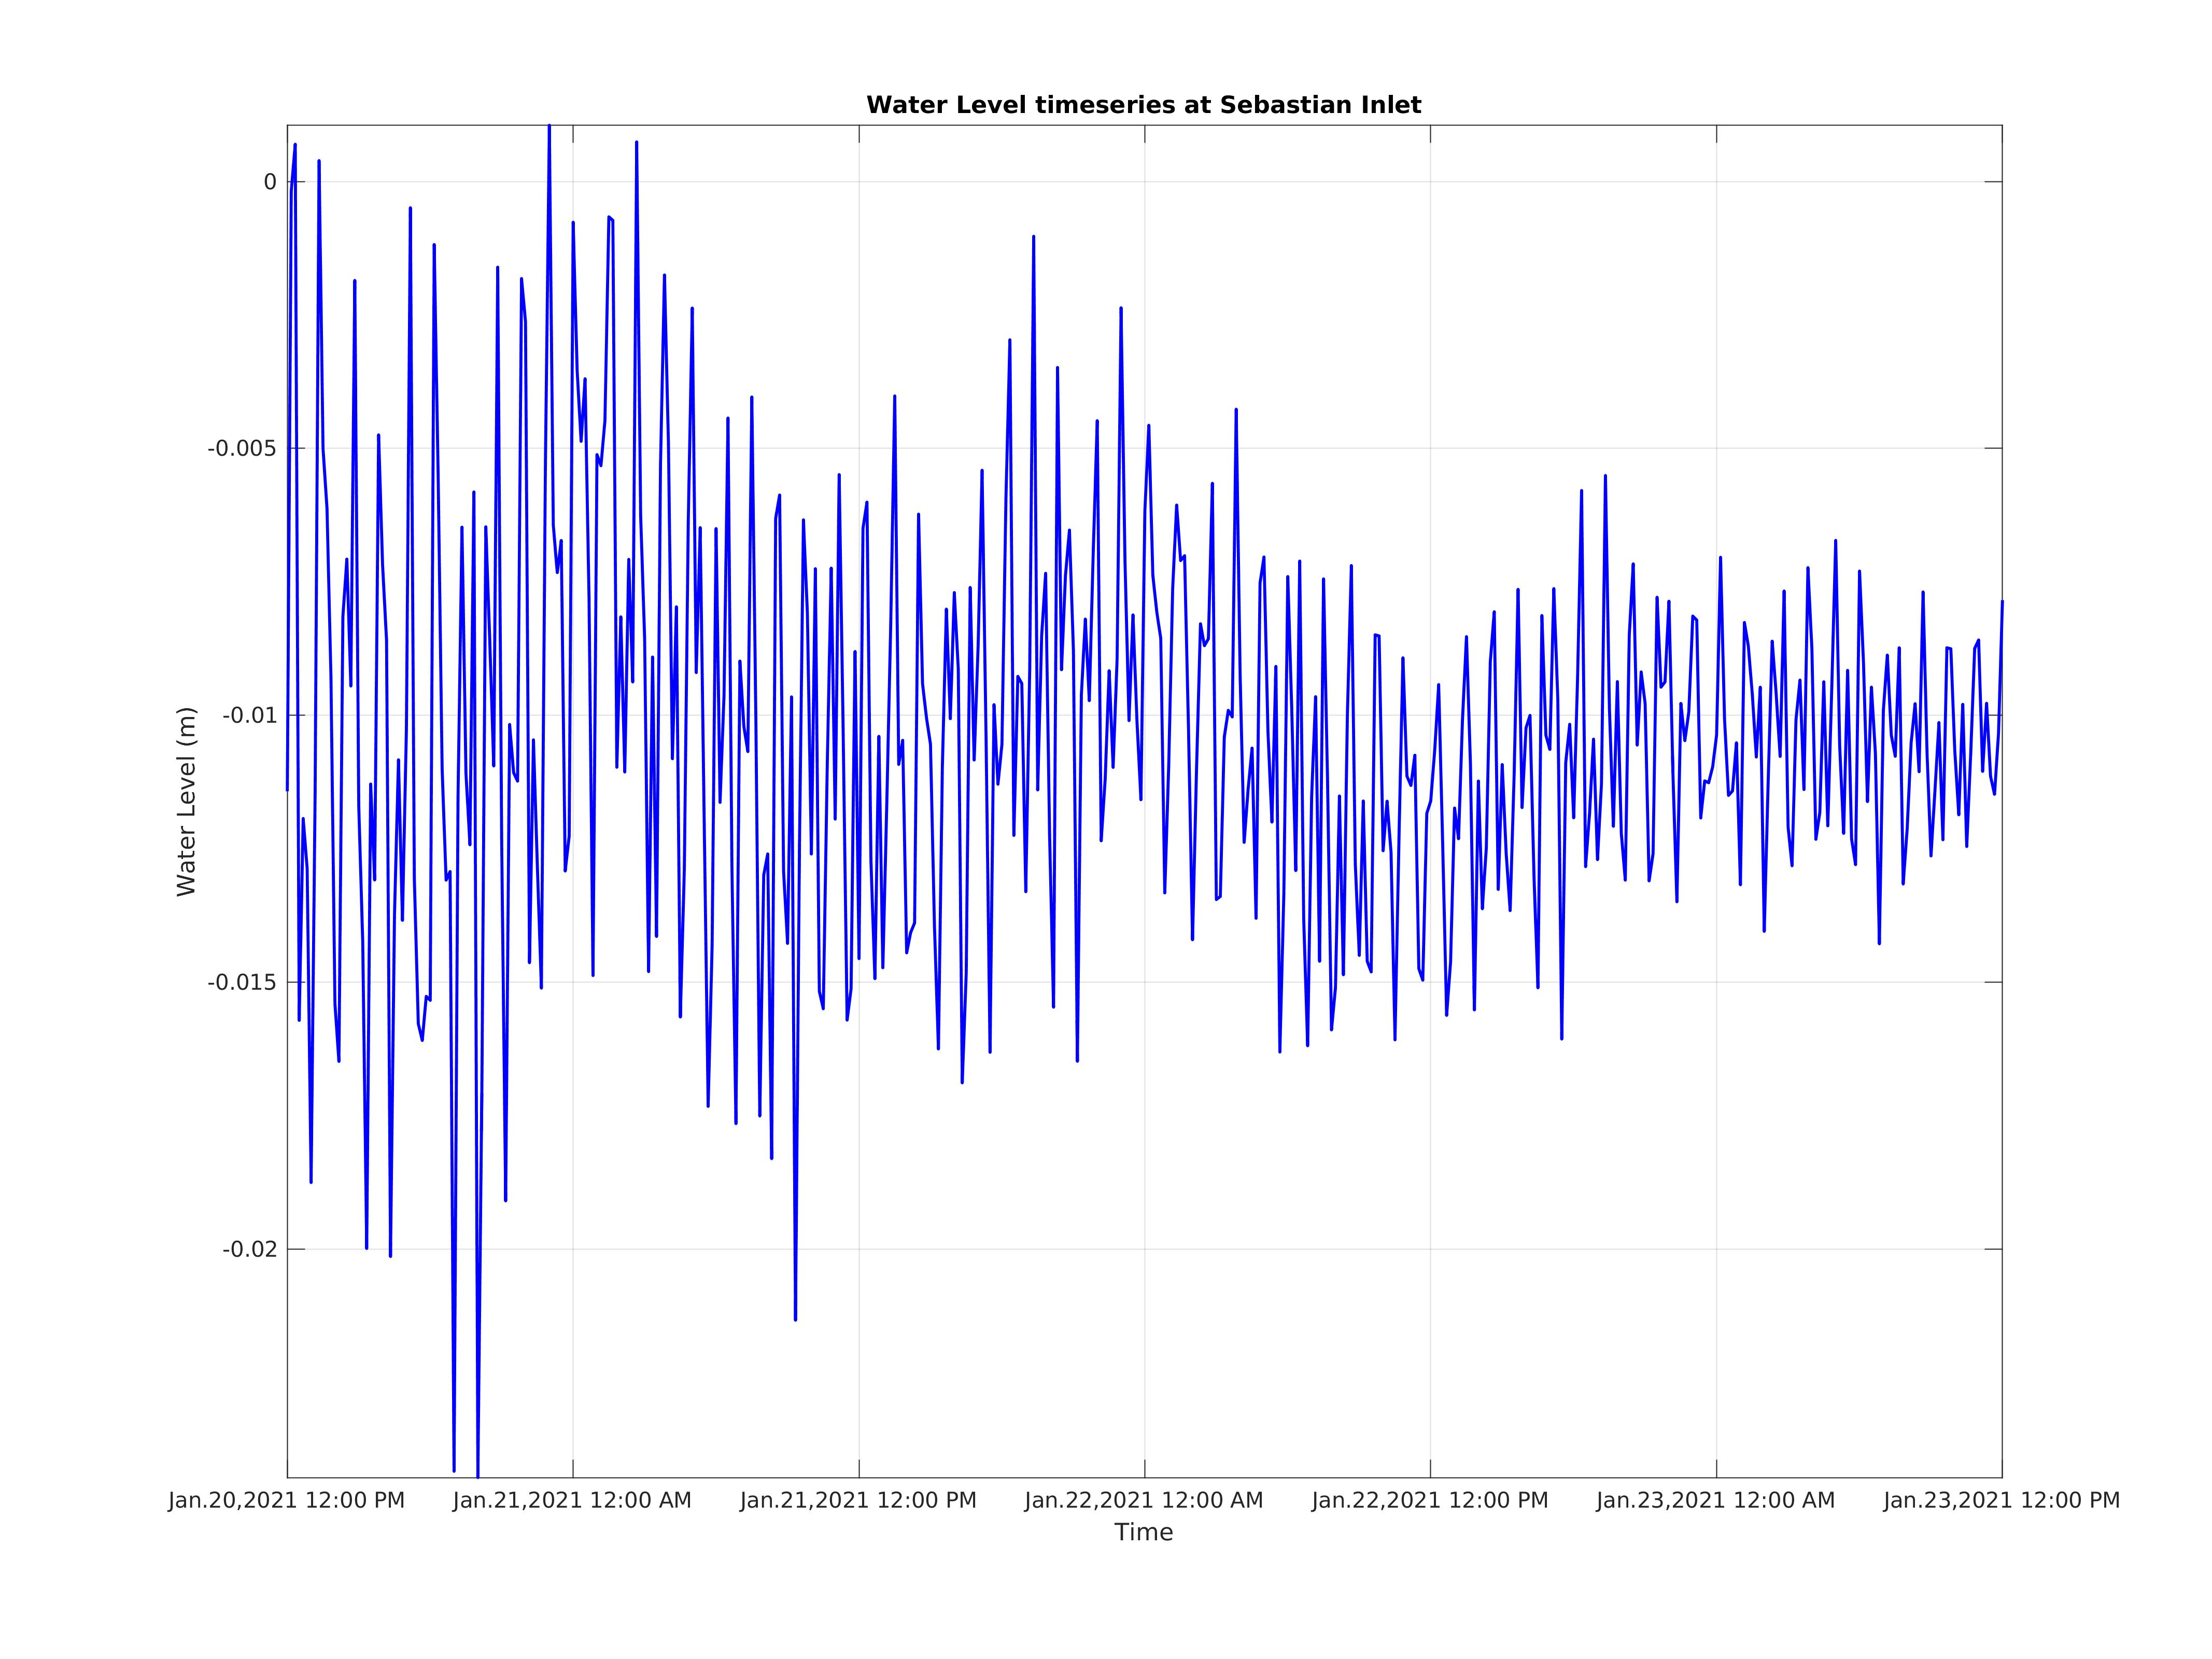 Water Level timeseries at Sebastian Inlet
0
-0.005
-0.01
-0.015
-0.02
Water Level (m)
Jan.20,2021 12:00 PM
Jan.21,2021 12:00 AM
Jan.21,2021 12:00 PM
Jan.22,2021 12:00 AM
Jan.22,2021 12:00 PM
Jan.23,2021 12:00 AM
Jan.23,2021 12:00 PM
Time